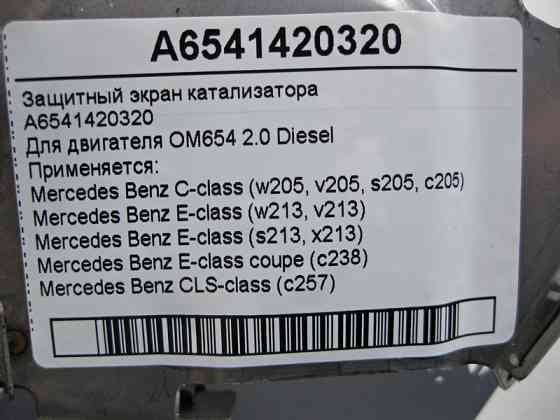 A6541420320
Защитный экран катализатора
A6541420320
Для двигателя OM654 2.0 Diesel
Применяется:
Mercedes Benz C-class (w205, v205, s205, c205)
Mercedes Benz E-class (w213, v213)
Mercedes Benz E-class (s213, x213)
Mercedes Benz E-class coupe (c238)
Mercedes Benz CLS-class (c257)